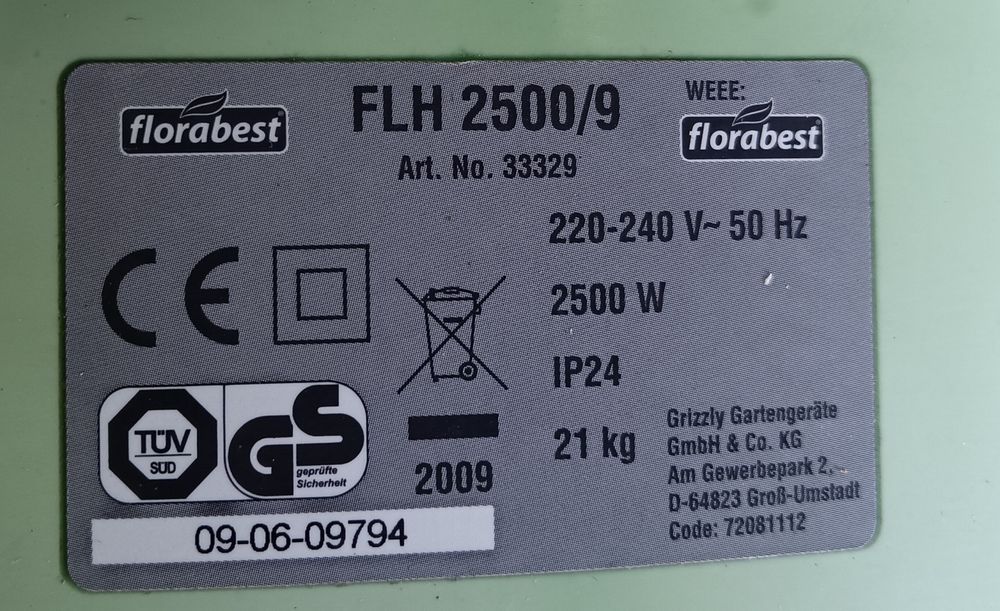 florabest
FLH 2500/9
WEEE:
florabest
Art. No. 33329
220-240 V~ 50 Hz
CE
2500 W
IP24
21 kg
TÜV
SÜD
GS
geprüfte
Sicherheit
2009
Grizzly Gartengeräte
GmbH & Co. KG
Am Gewerbepark 2
D-64823 Groß-Umstadt
Code: 72081112
09-06-09794